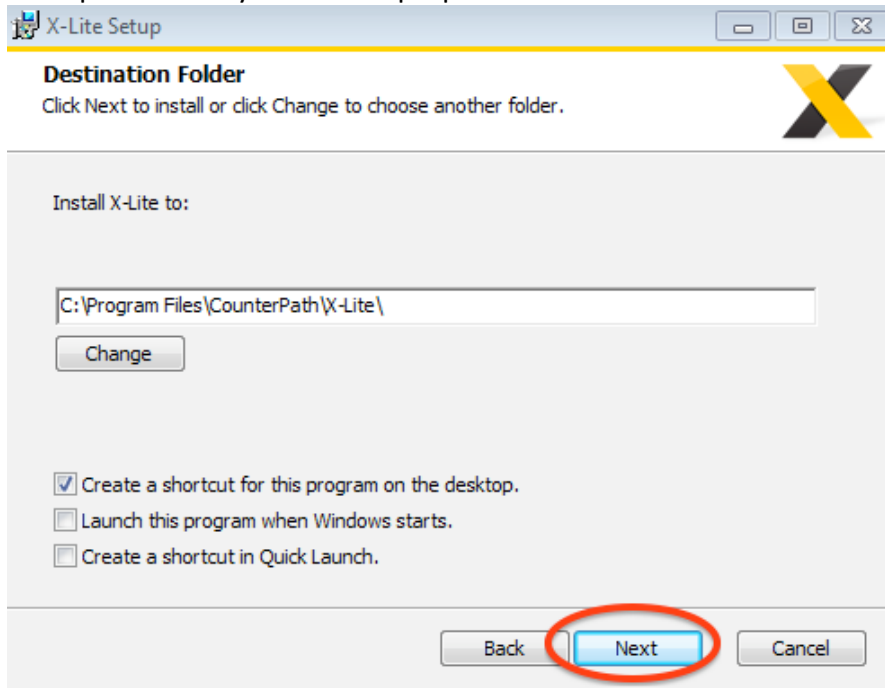 X-Lite Setup
Destination Folder
Click Next to install or click Change to choose another folder.
Install X-Lite to:
C:\Program Files\CounterPath\X-Lite\
Change
Create a shortcut for this program on the desktop.
Launch this program when Windows starts.
Create a shortcut in Quick Launch.
Back Next Cancel